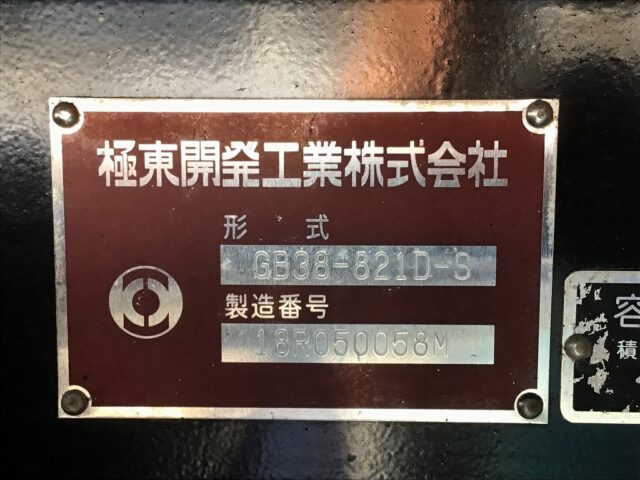 極東開発工業株式会社
形 式
GB38-821D-S
製造番号
18R050058M
容
積